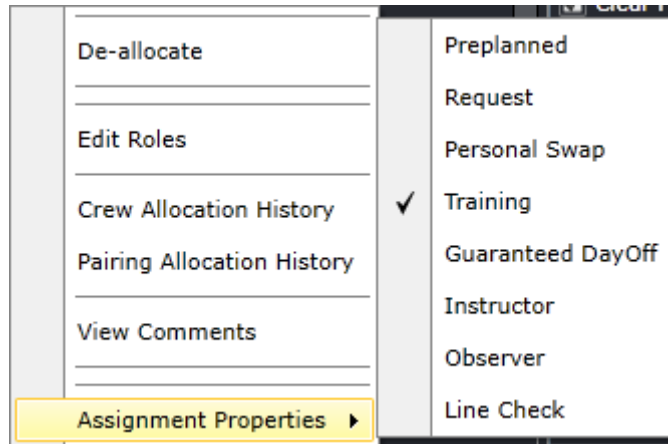 Clear
De-allocate
Edit Roles
Crew Allocation History
Pairing Allocation History
View Comments
Assignment Properties
Preplanned
Request
Personal Swap
Training
Guaranteed DayOff
Instructor
Observer
Line Check